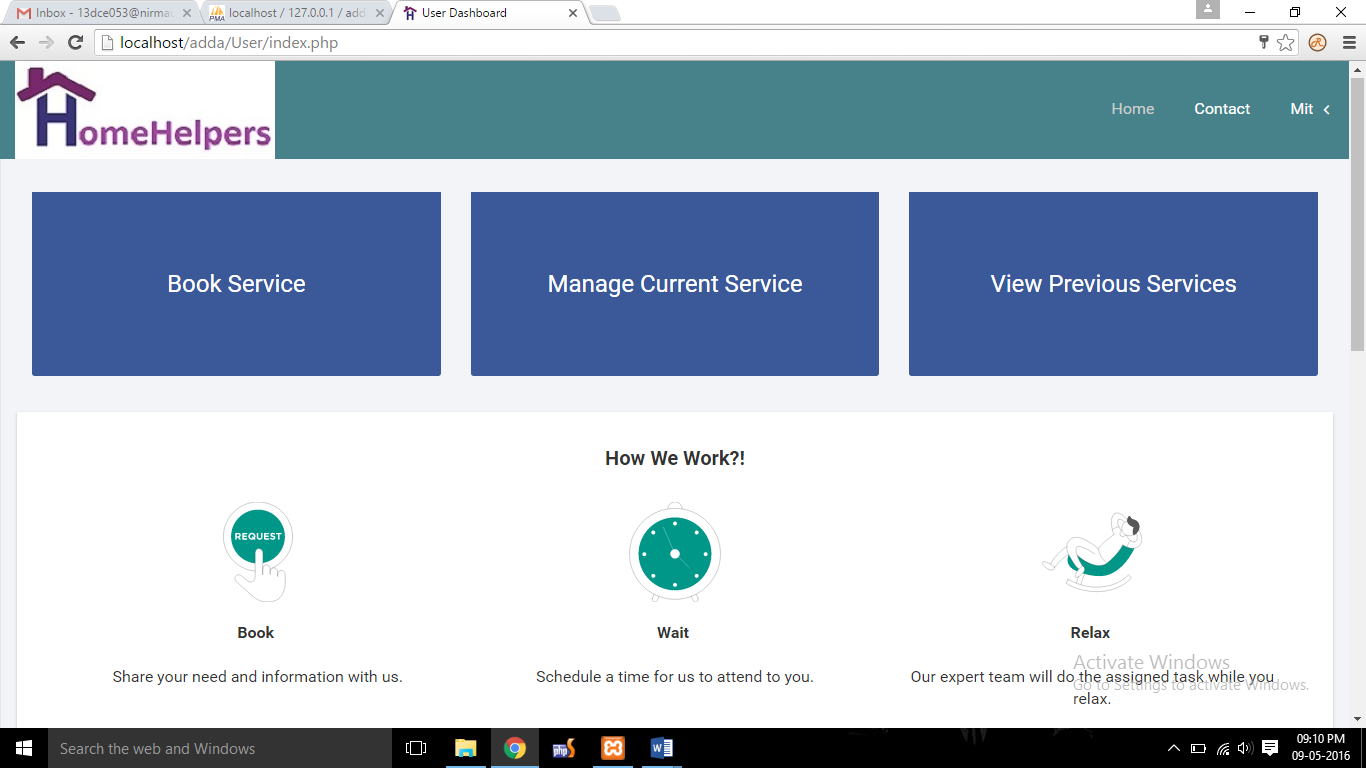 Inbox - 13dce053@nirmau
localhost / 127.0.0.1 / add
User Dashboard
localhost/adda/User/index.php
HomeHelpers
Home
Contact
Mit
Book Service
Manage Current Service
View Previous Services
How We Work?!
REQUEST
Book
Wait
Relax
Share your need and information with us.
Schedule a time for us to attend to you.
Our expert team will do the assigned task while you
relax.
Activate Windows
Go to Settings to activate Windows.
Search the web and Windows
09:10 PM
09-05-2016